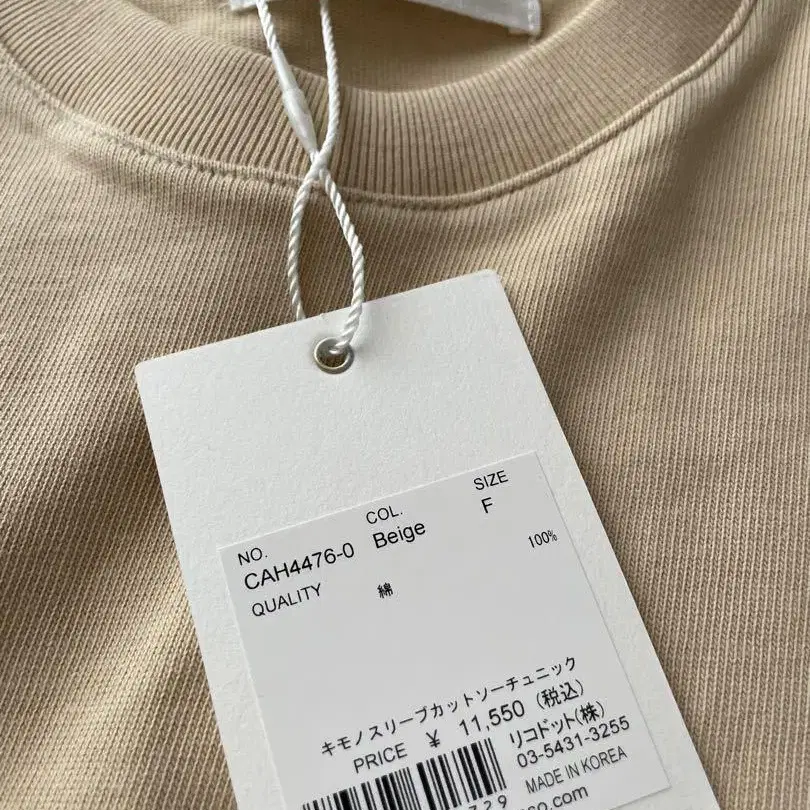 NO. COL. SIZE
CAH4476-0 Beige F
QUALITY 綿 100%
キモノスリーブカットソーチュニック
PRICE ¥ 11,550 (税込)
リコドット(株)
03-5431-3255
MADE IN KOREA